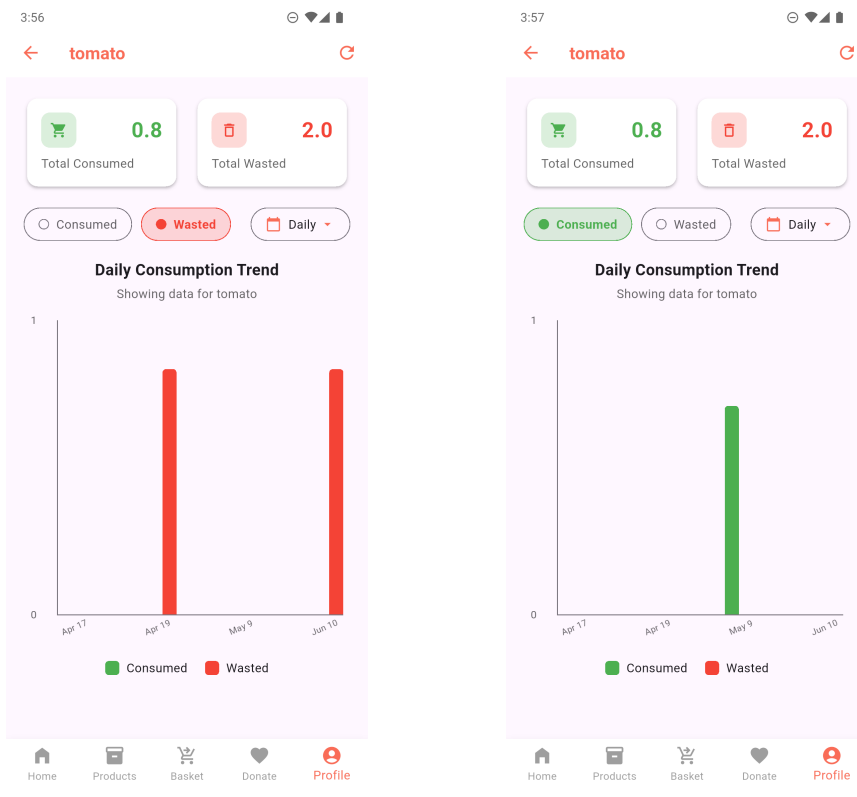 3:56
tomato
0.8
2.0
Total Consumed
Total Wasted
Consumed
Wasted
Daily
Daily Consumption Trend
Showing data for tomato
1
0
Apr 17
Apr 19
May 9
Jun 10
Consumed
Wasted
Home
Products
Basket
Donate
Profile
3:57
tomato
0.8
2.0
Total Consumed
Total Wasted
Consumed
Wasted
Daily
Daily Consumption Trend
Showing data for tomato
1
0
Apr 17
Apr 19
May 9
Jun 10
Consumed
Wasted
Home
Products
Basket
Donate
Profile